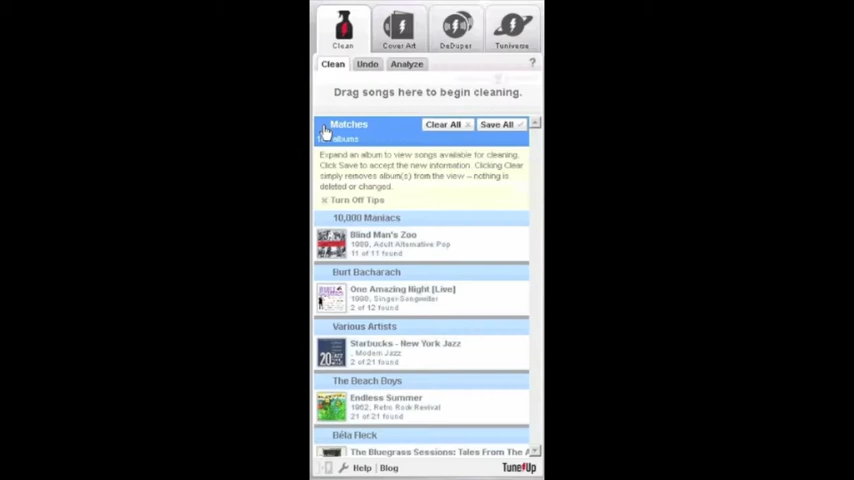 Clean
Cover Art
DeDuper
Tuniverse
Clean Undo Analyze ?
Drag songs here to begin cleaning.
Matches Clear All × Save All ✓
albums
Expand an album to view songs available for cleaning.
Click Save to accept the new information. Clicking Clear
simply removes album(s) from the view – nothing is
deleted or changed.
Turn Off Tips
10,000 Maniacs
Blind Man's Zoo
1989, Adult Alternative Pop
11 of 11 found
Burt Bacharach
One Amazing Night [Live]
1998, Singer-Songwriter
2 of 12 found
Various Artists
Starbucks - New York Jazz
, Modern Jazz
2 of 21 found
20 JAZZ
The Beach Boys
Endless Summer
1962, Retro Rock Revival
21 of 21 found
Béla Fleck
The Bluegrass Sessions: Tales From The A
Help | Blog TuneUp